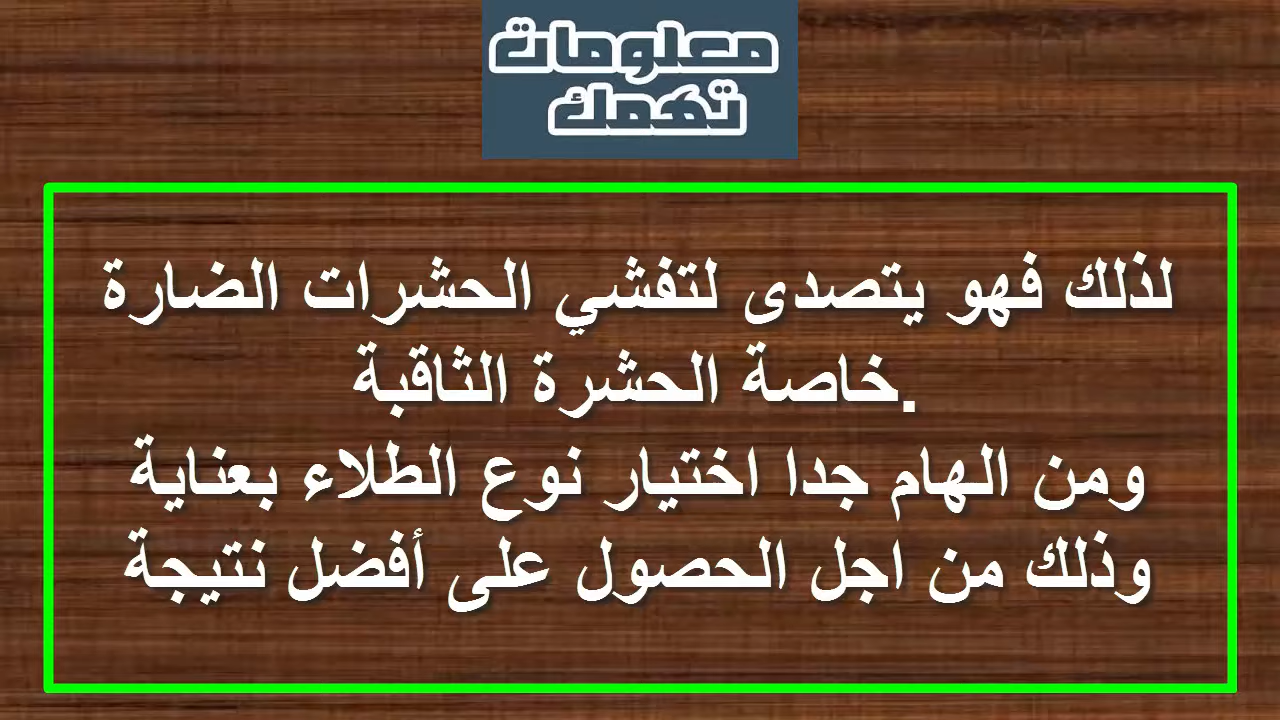 معلومات
تهمك
لذلك فهو يتصدى لتفشي الحشرات الضارة
خاصة الحشرة الثاقبة.
ومن الهام جدا اختيار نوع الطلاء بعناية
وذلك من اجل الحصول على أفضل نتيجة